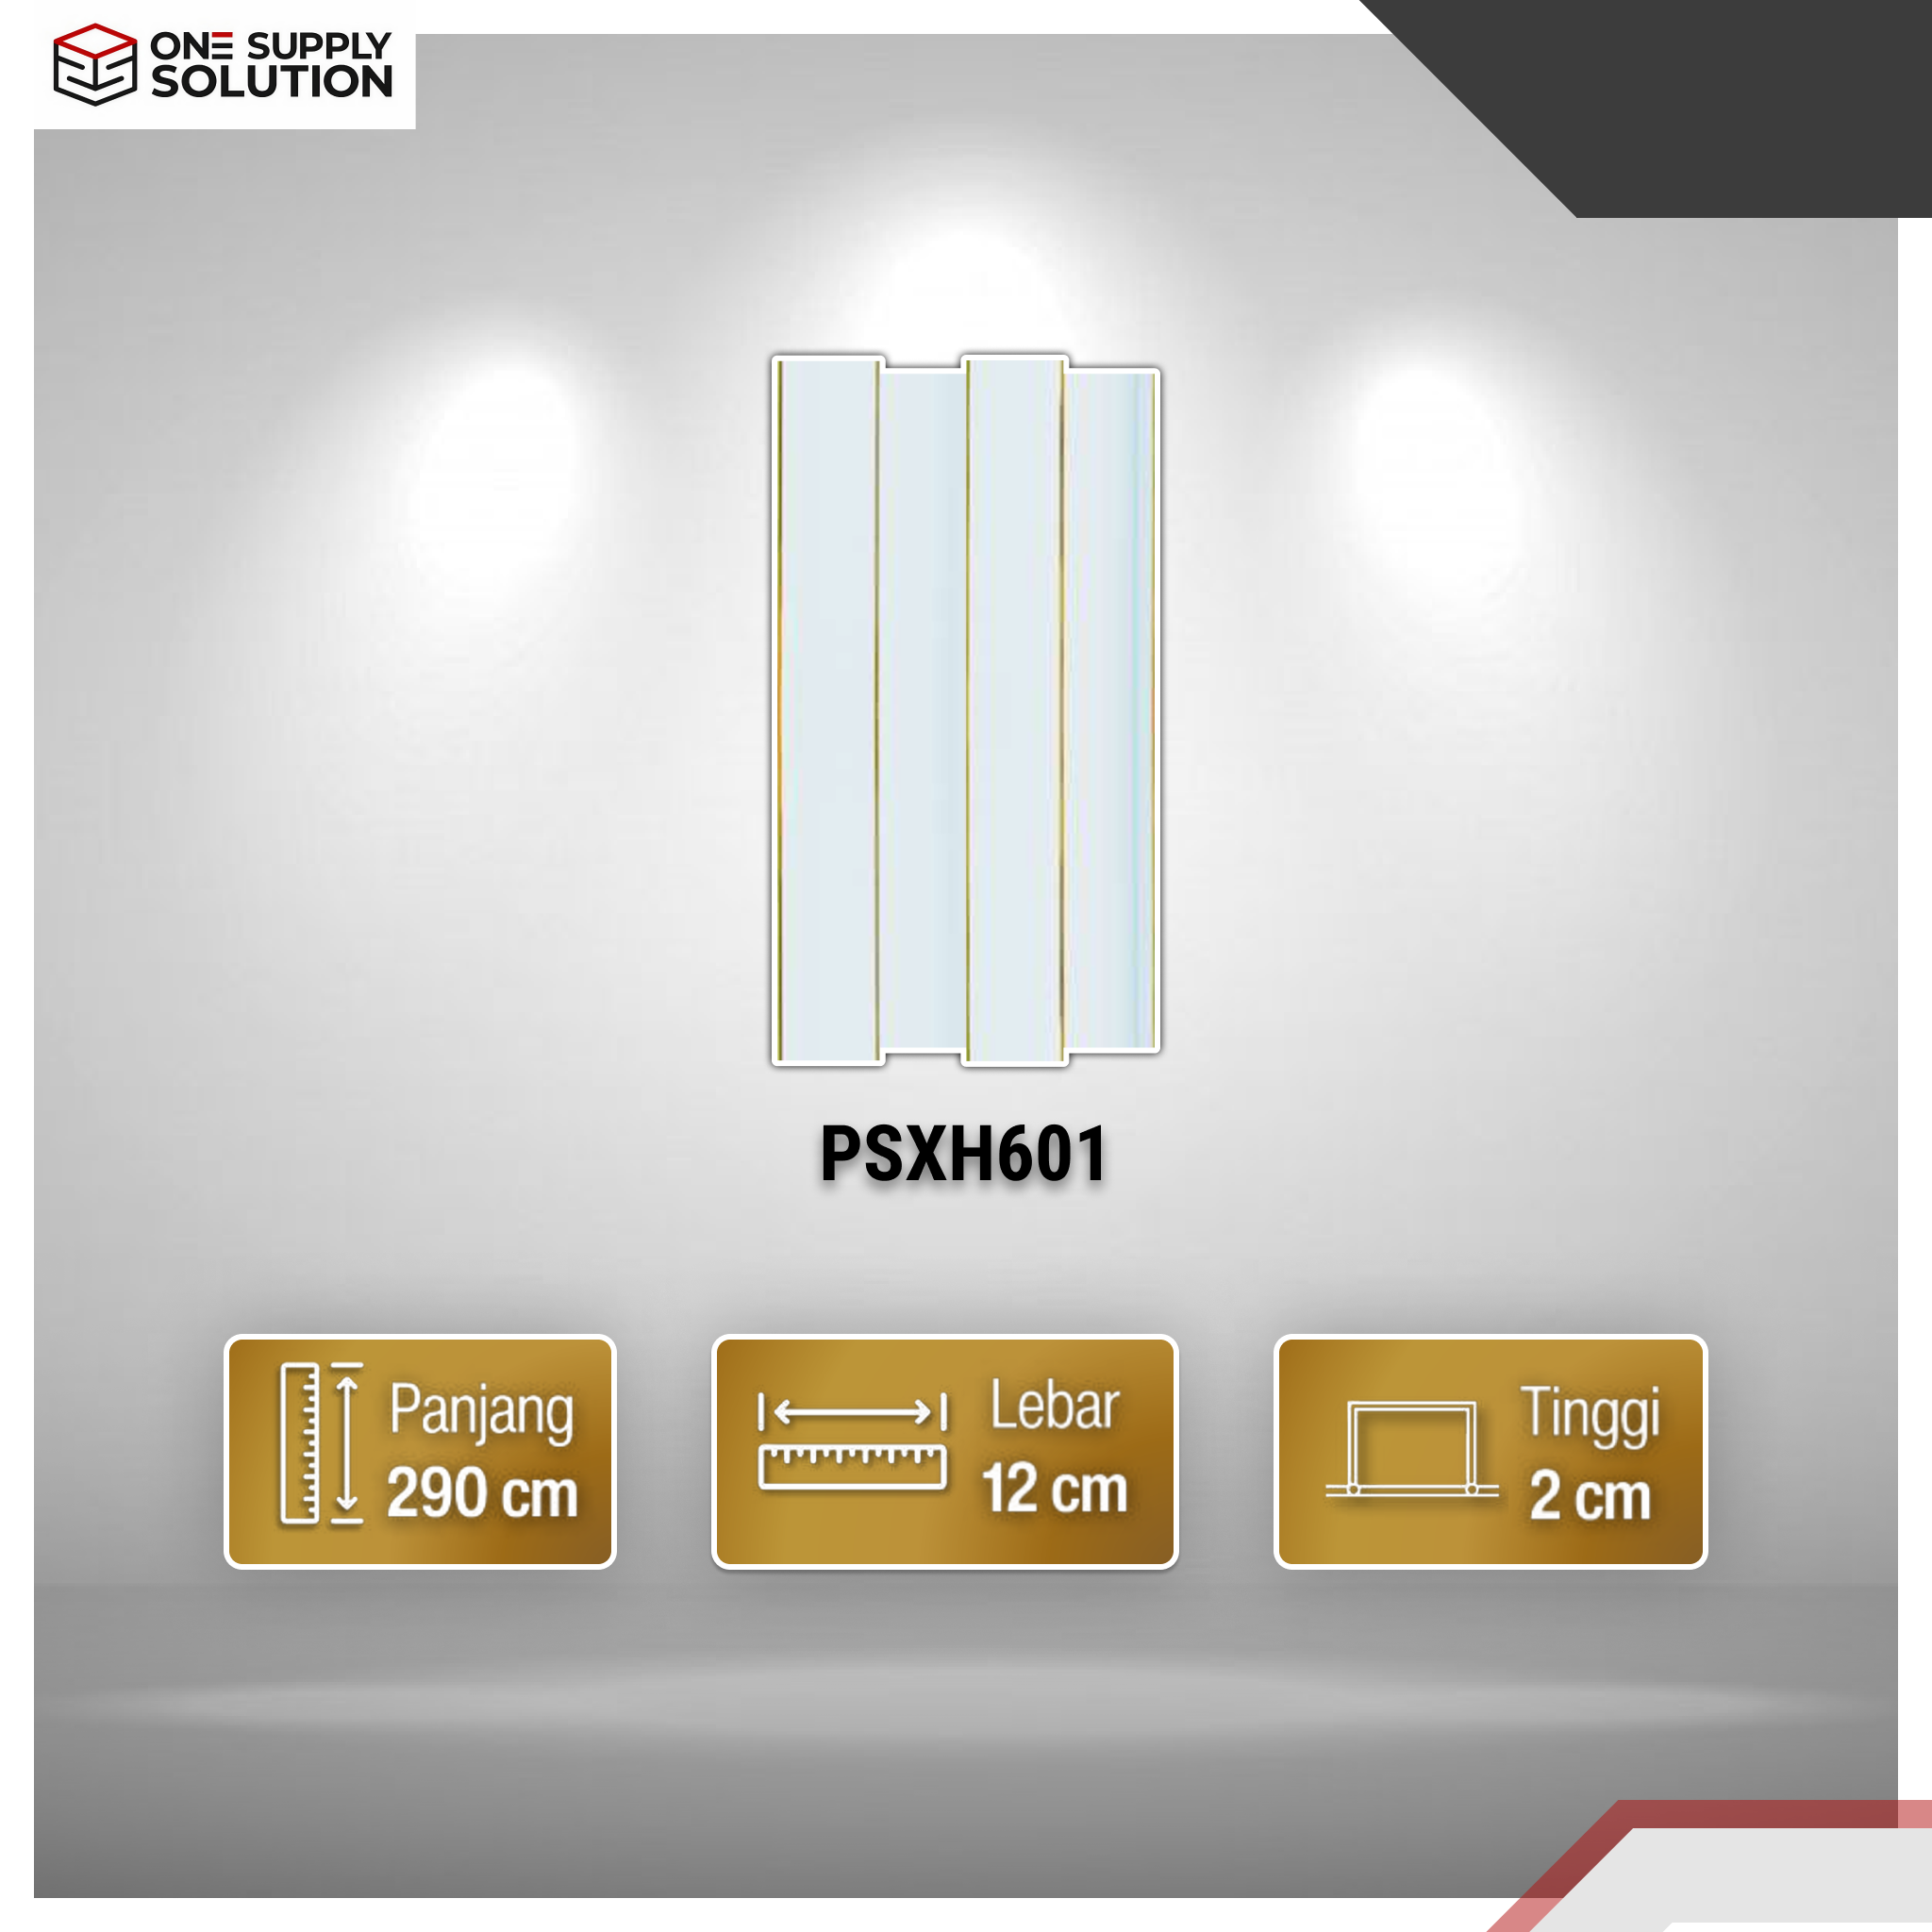 ONE SUPPLY
SOLUTION
PSXH601
Panjang
290 cm
Lebar
12 cm
Tinggi
2 cm